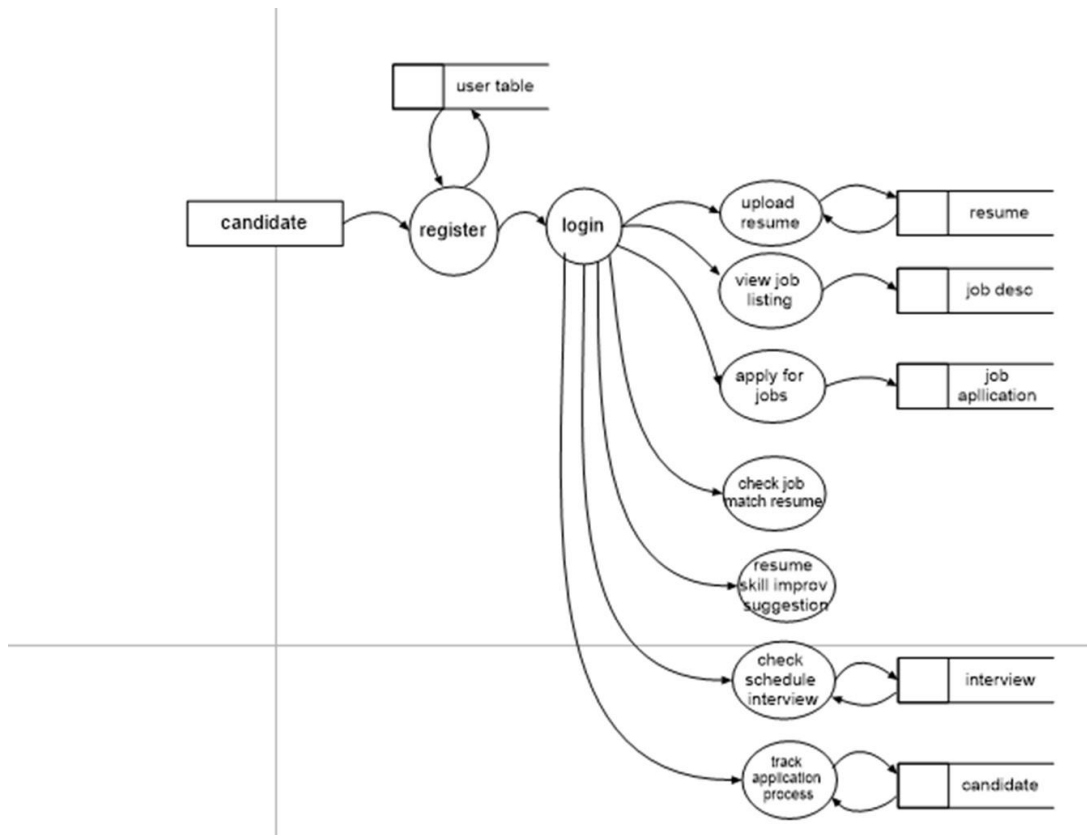 user table
candidate
register
login
upload
resume
resume
view job
listing
job desc
apply for
jobs
job
apllication
check job
match resume
resume
skill improv
suggestion
check
schedule
interview
interview
track
application
process
candidate